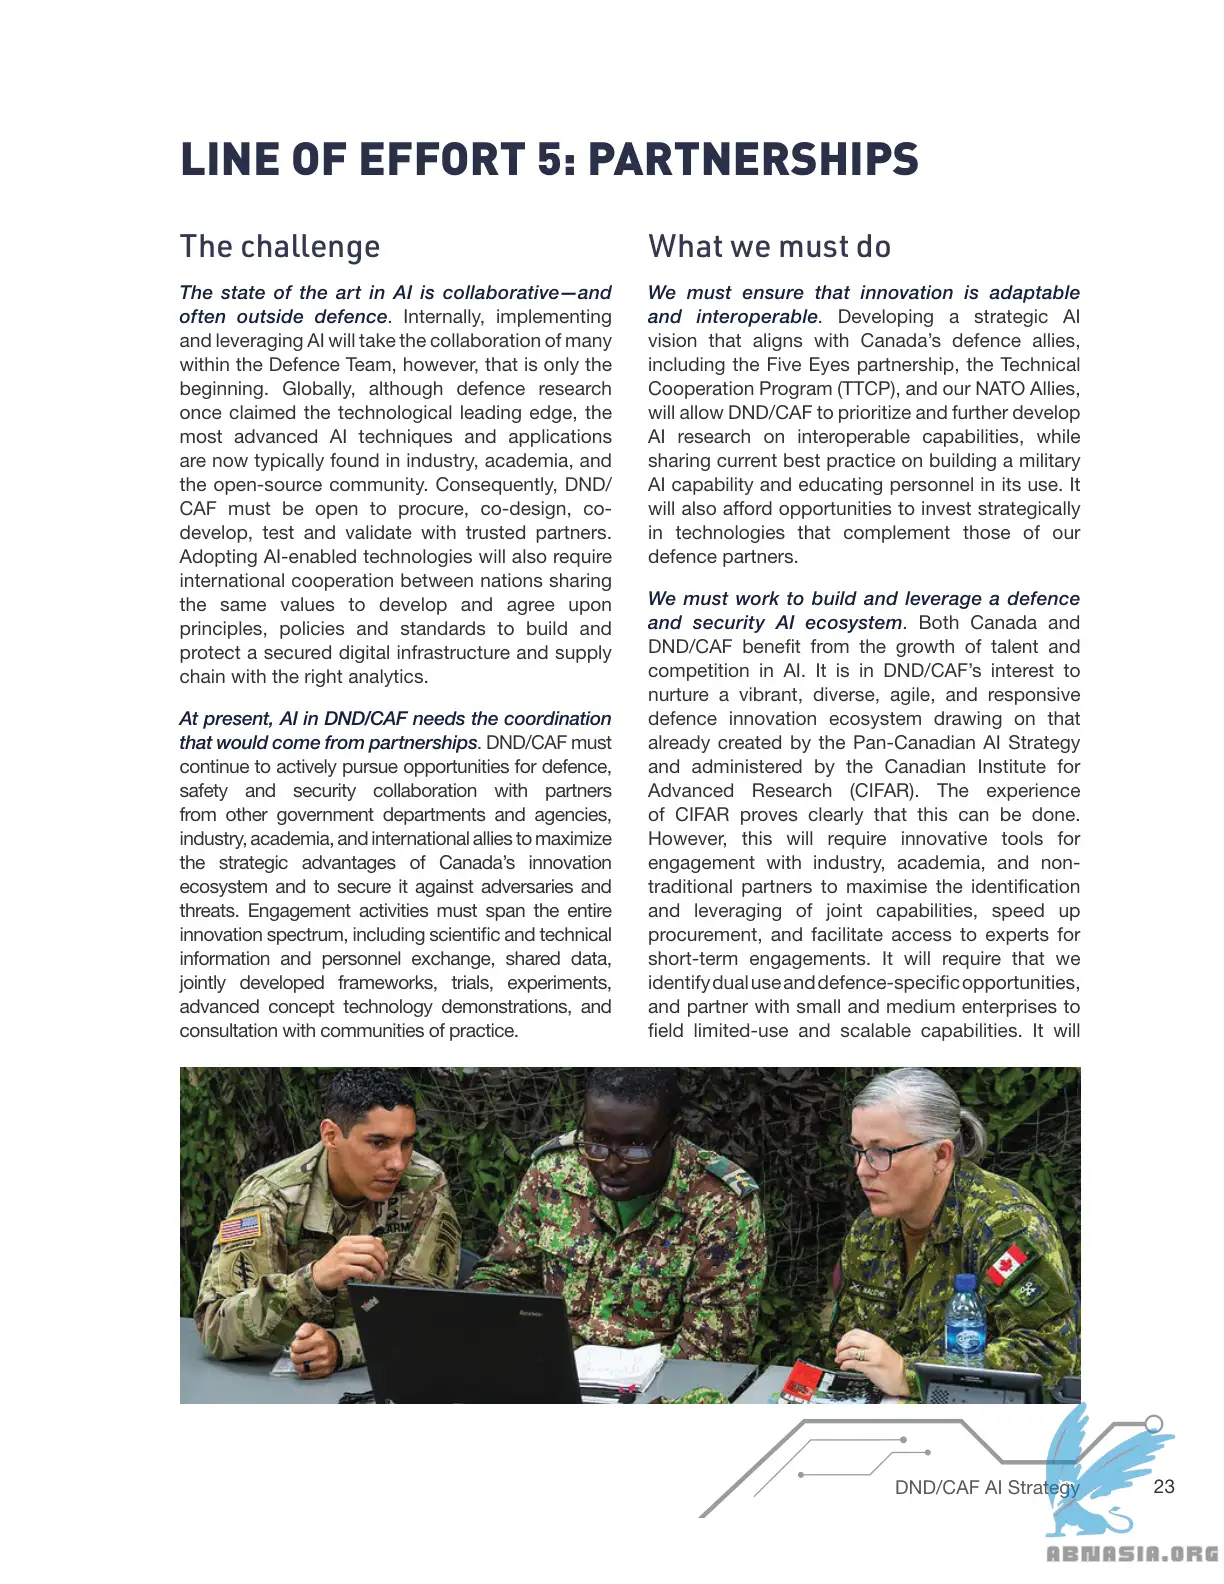 LINE OF EFFORT 5: PARTNERSHIPS
The challenge
The state of the art in AI is collaborative—and
often outside defence. Internally, implementing
and leveraging AI will take the collaboration of many
within the Defence Team, however, that is only the
beginning. Globally, although defence research
once claimed the technological leading edge, the
most advanced AI techniques and applications
are now typically found in industry, academia, and
the open-source community. Consequently, DND/
CAF must be open to procure, co-design, co-
develop, test and validate with trusted partners.
Adopting AI-enabled technologies will also require
international cooperation between nations sharing
the same values to develop and agree upon
principles, policies and standards to build and
protect a secured digital infrastructure and supply
chain with the right analytics.
At present, AI in DND/CAF needs the coordination
that would come from partnerships. DND/CAF must
continue to actively pursue opportunities for defence,
safety and security collaboration with partners
from other government departments and agencies,
industry, academia, and international allies to maximize
the strategic advantages of Canada's innovation
ecosystem and to secure it against adversaries and
threats. Engagement activities must span the entire
innovation spectrum, including scientific and technical
information and personnel exchange, shared data,
jointly developed frameworks, trials, experiments,
advanced concept technology demonstrations, and
consultation with communities of practice.
What we must do
We must ensure that innovation is adaptable
and interoperable. Developing a strategic AI
vision that aligns with Canada's defence allies,
including the Five Eyes partnership, the Technical
Cooperation Program (TTCP), and our NATO Allies,
will allow DND/CAF to prioritize and further develop
AI research on interoperable capabilities, while
sharing current best practice on building a military
AI capability and educating personnel in its use. It
will also afford opportunities to invest strategically
in technologies that complement those of our
defence partners.
We must work to build and leverage a defence
and security AI ecosystem. Both Canada and
DND/CAF benefit from the growth of talent and
competition in AI. It is in DND/CAF's interest to
nurture a vibrant, diverse, agile, and responsive
defence innovation ecosystem drawing on that
already created by the Pan-Canadian AI Strategy
and administered by the Canadian Institute for
Advanced Research (CIFAR). The experience
of CIFAR proves clearly that this can be done.
However, this will require innovative tools for
engagement with industry, academia, and non-
traditional partners to maximise the identification
and leveraging of joint capabilities, speed up
procurement, and facilitate access to experts for
short-term engagements. It will require that we
identify dual use and defence-specific opportunities,
and partner with small and medium enterprises to
field limited-use and scalable capabilities. It will
ARMY
AIRBORNE
ThinkPad
Lenovo
DND/CAF AI Strategy
23
ABNASIA.ORG